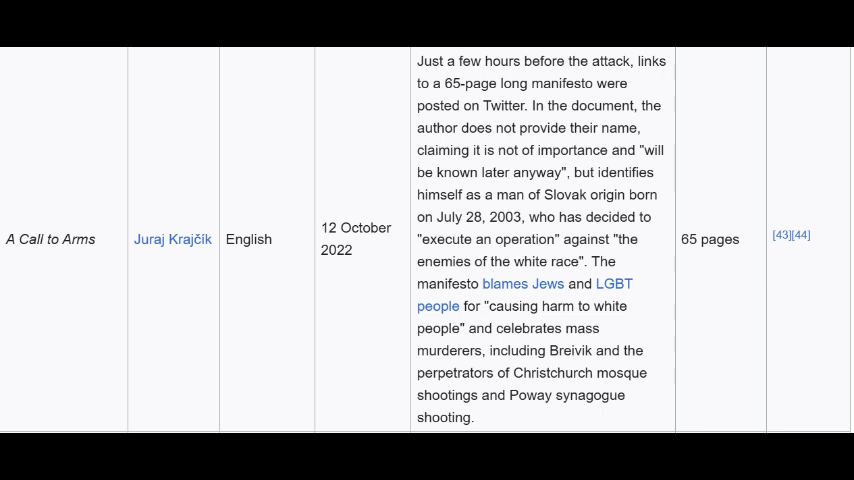 A Call to Arms
Juraj Krajčík
English
12 October
2022
Just a few hours before the attack, links
to a 65-page long manifesto were
posted on Twitter. In the document, the
author does not provide their name,
claiming it is not of importance and "will
be known later anyway", but identifies
himself as a man of Slovak origin born
on July 28, 2003, who has decided to
"execute an operation" against "the
enemies of the white race". The
manifesto blames Jews and LGBT
people for "causing harm to white
people" and celebrates mass
murderers, including Breivik and the
perpetrators of Christchurch mosque
shootings and Poway synagogue
shooting.
65 pages
[43][44]